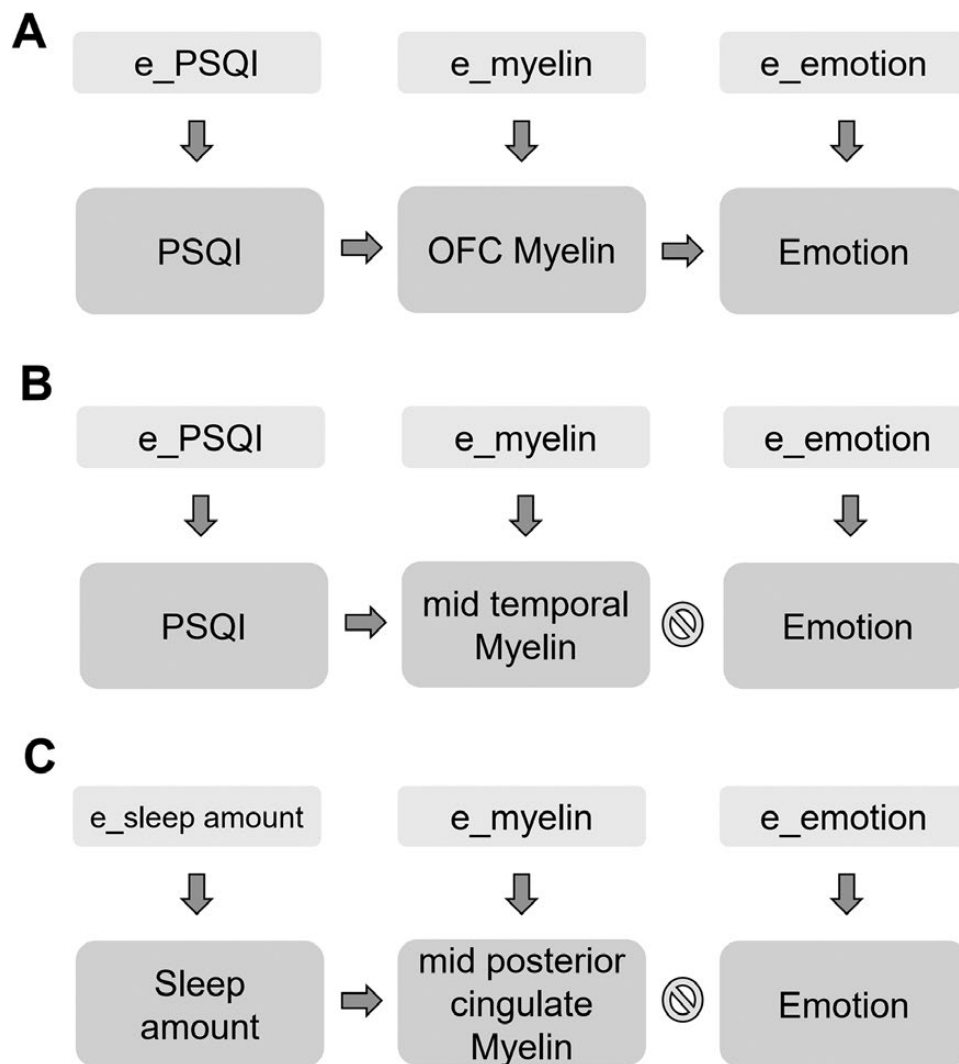 A
e_PSQI
e_myelin
e_emotion
PSQI
OFC Myelin
Emotion
B
e_PSQI
e_myelin
e_emotion
PSQI
mid temporal
Myelin
Emotion
C
e_sleep amount
e_myelin
e_emotion
Sleep
amount
mid posterior
cingulate
Myelin
Emotion